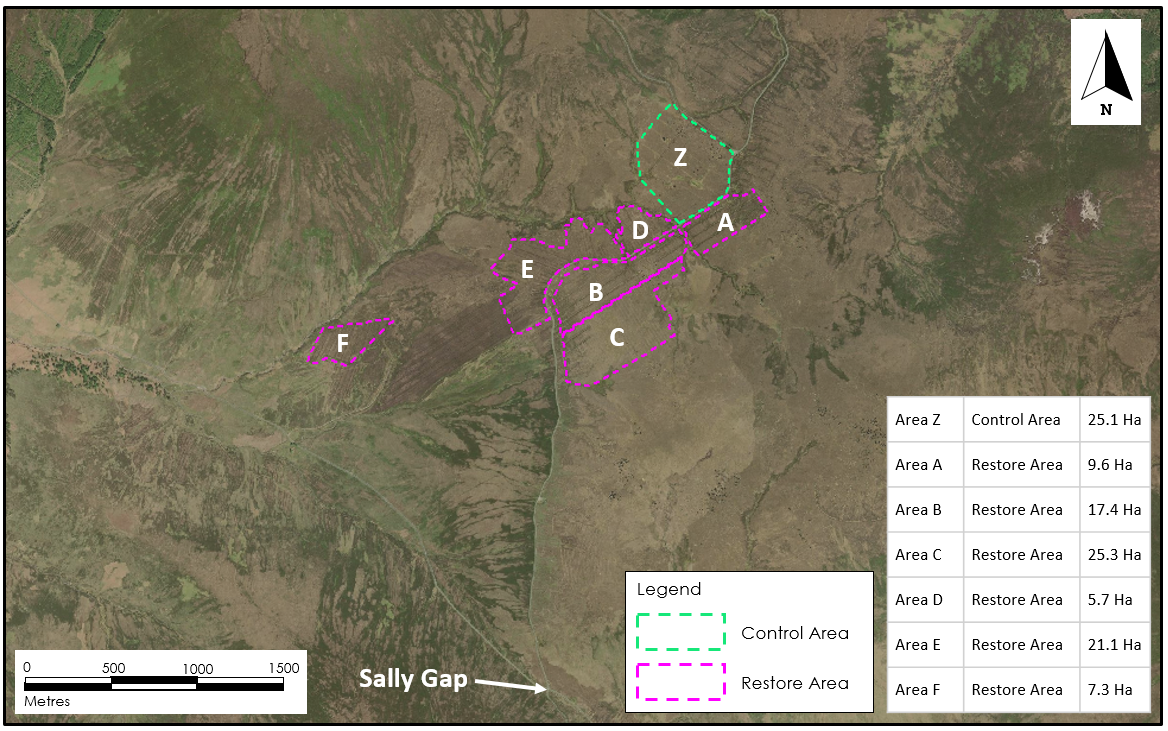 N
Z
A
D
E
B
C
F
Area Z Control Area 25.1 Ha
Area A Restore Area 9.6 Ha
Area B Restore Area 17.4 Ha
Area C Restore Area 25.3 Ha
Area D Restore Area 5.7 Ha
Area E Restore Area 21.1 Ha
Area F Restore Area 7.3 Ha
Legend
Control Area
Restore Area
0 500 1000 1500
Metres
Sally Gap